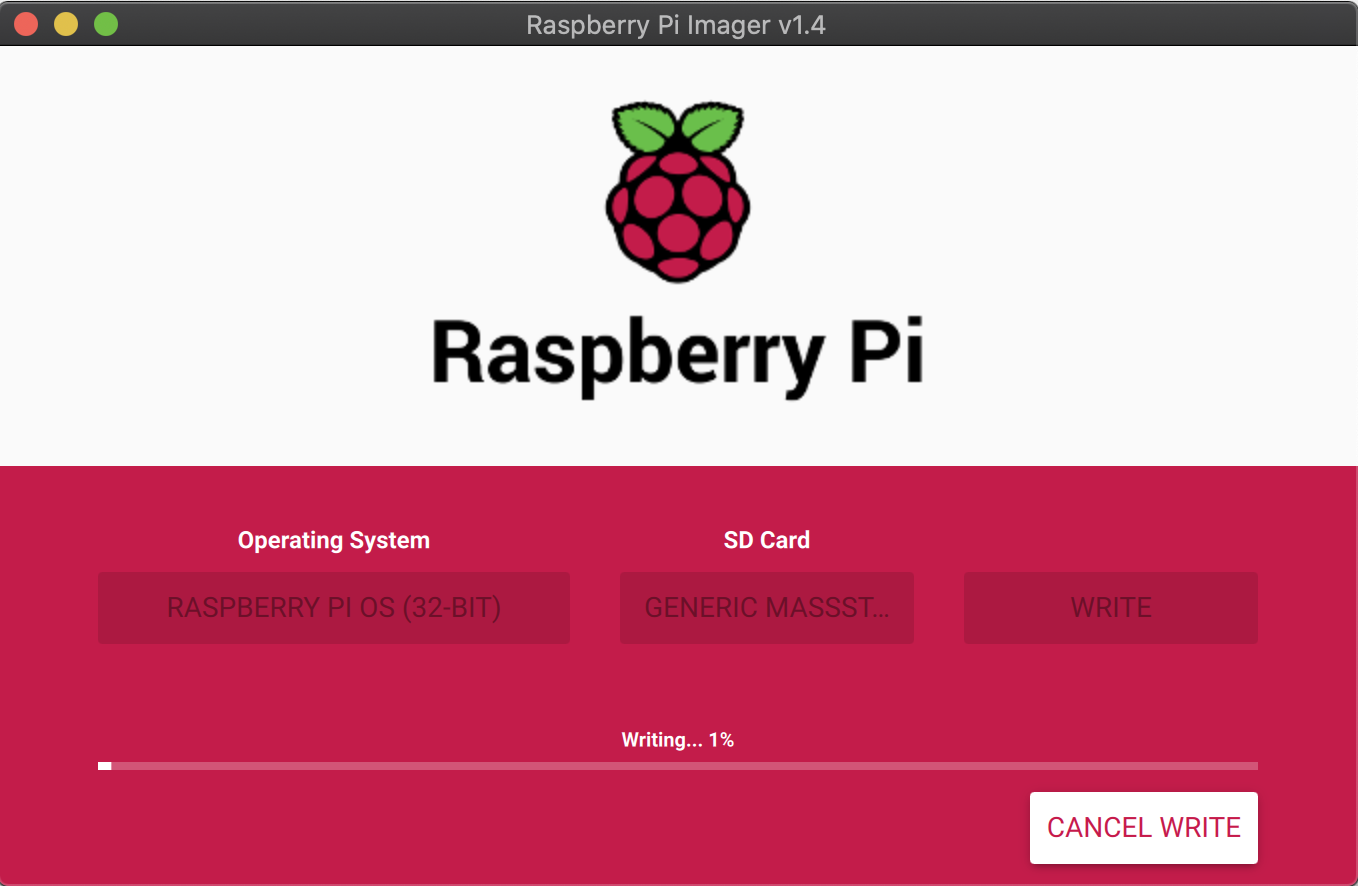 Raspberry Pi Imager v1.4
Raspberry Pi
Operating System
SD Card
RASPBERRY PI OS (32-BIT)
GENERIC MASSST...
WRITE
Writing... 1%
CANCEL WRITE